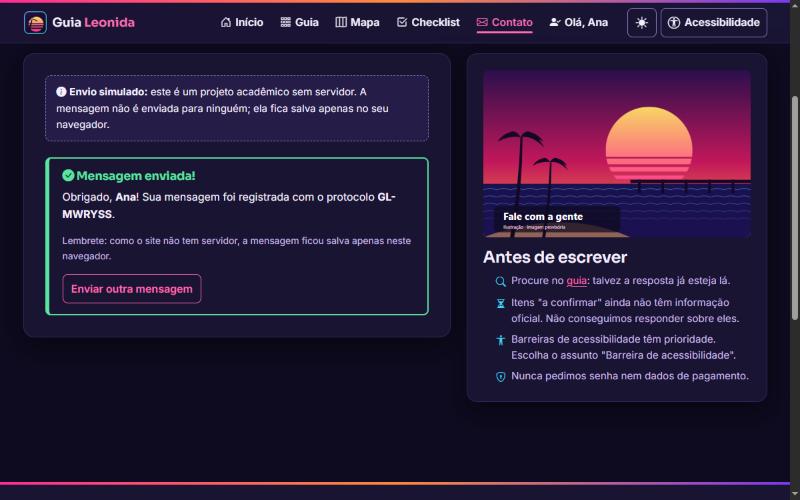 Guia Leonida
Início
Guia
Mapa
Checklist
Contato
Olá, Ana
Acessibilidade
Envio simulado: este é um projeto acadêmico sem servidor. A
mensagem não é enviada para ninguém; ela fica salva apenas no seu
navegador.
Mensagem enviada!
Obrigado, Ana! Sua mensagem foi registrada com o protocolo GL-
MWRYSS.
Lembrete: como o site não tem servidor, a mensagem ficou salva apenas neste
navegador.
Enviar outra mensagem
Fale com a gente
Ilustração · imagem provisória
Antes de escrever
Procure no guia: talvez a resposta já esteja lá.
Itens "a confirmar" ainda não têm informação
oficial. Não conseguimos responder sobre eles.
Barreiras de acessibilidade têm prioridade.
Escolha o assunto "Barreira de acessibilidade".
Nunca pedimos senha nem dados de pagamento.